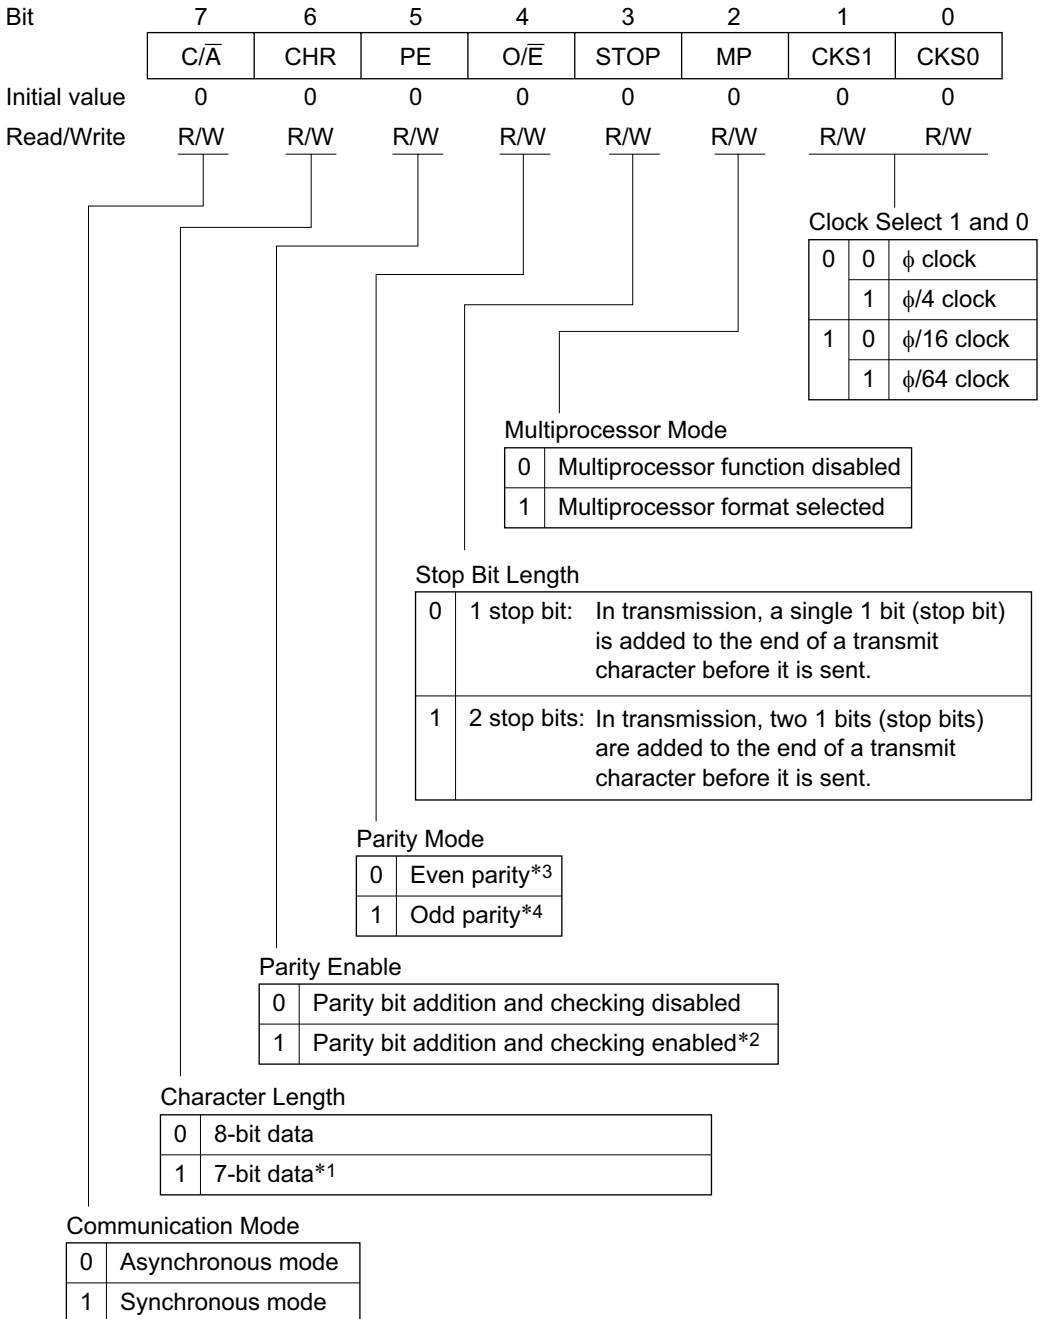 Bit 7 6 5 4 3 2 1 0
C/A̅ CHR PE O/E̅ STOP MP CKS1 CKS0
Initial value 0 0 0 0 0 0 0 0
Read/Write R/W R/W R/W R/W R/W R/W R/W R/W
Clock Select 1 and 0
0 0 ϕ clock
1 ϕ/4 clock
1 0 ϕ/16 clock
1 ϕ/64 clock
Multiprocessor Mode
0 Multiprocessor function disabled
1 Multiprocessor format selected
Stop Bit Length
0 1 stop bit: In transmission, a single 1 bit (stop bit)
is added to the end of a transmit
character before it is sent.
1 2 stop bits: In transmission, two 1 bits (stop bits)
are added to the end of a transmit
character before it is sent.
Parity Mode
0 Even parity*3
1 Odd parity*4
Parity Enable
0 Parity bit addition and checking disabled
1 Parity bit addition and checking enabled*2
Character Length
0 8-bit data
1 7-bit data*1
Communication Mode
0 Asynchronous mode
1 Synchronous mode